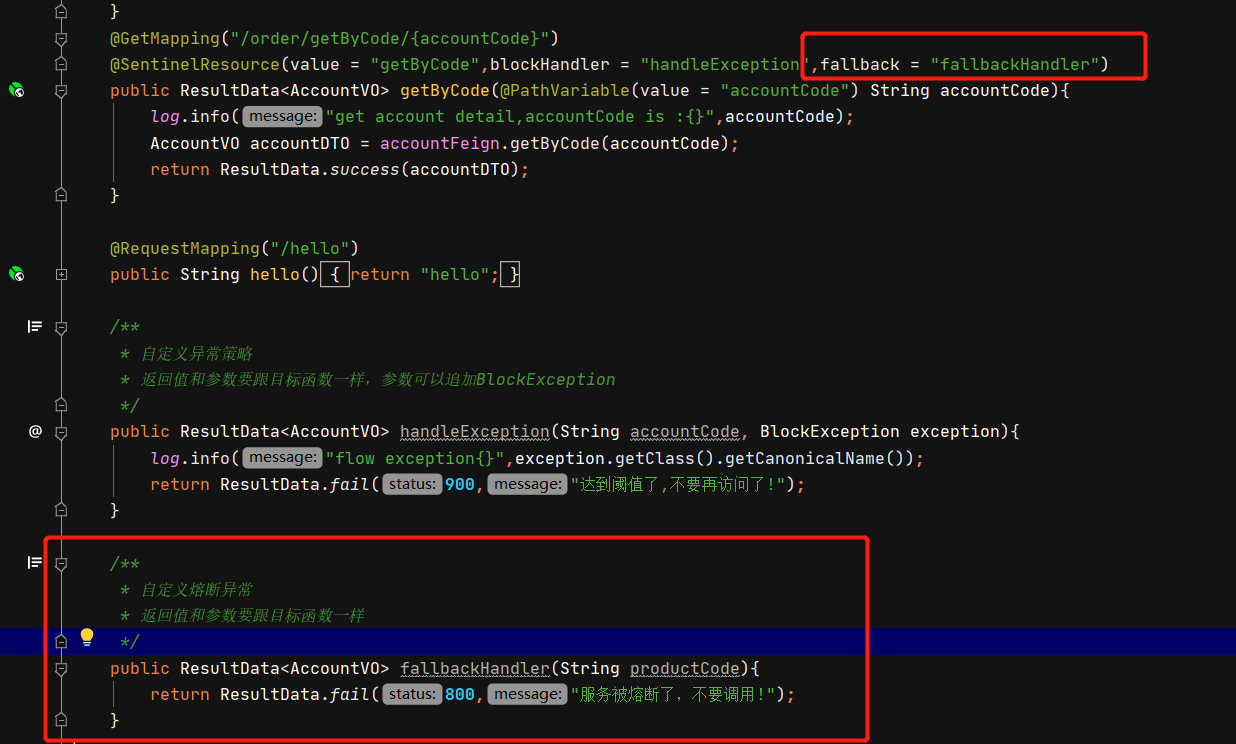 }
@GetMapping("/order/getByCode/{accountCode}")
@SentinelResource(value = "getByCode",blockHandler = "handleException",fallback = "fallbackHandler")
public ResultData<AccountVO> getByCode(@PathVariable(value = "accountCode") String accountCode){
log.info( message: "get account detail,accountCode is :{}",accountCode);
AccountVO accountDTO = accountFeign.getByCode(accountCode);
return ResultData.success(accountDTO);
}
@RequestMapping("/hello")
public String hello() { return "hello"; }
/**
* 自定义异常策略
* 返回值和参数要跟目标函数一样，参数可以追加BlockException
*/
public ResultData<AccountVO> handleException(String accountCode, BlockException exception){
log.info( message: "flow exception{}",exception.getClass().getCanonicalName());
return ResultData.fail( status: 900, message: "达到阈值了,不要再访问了!");
}
/**
* 自定义熔断异常
* 返回值和参数要跟目标函数一样
*/
public ResultData<AccountVO> fallbackHandler(String productCode){
return ResultData.fail( status: 800, message: "服务被熔断了，不要调用!");
}